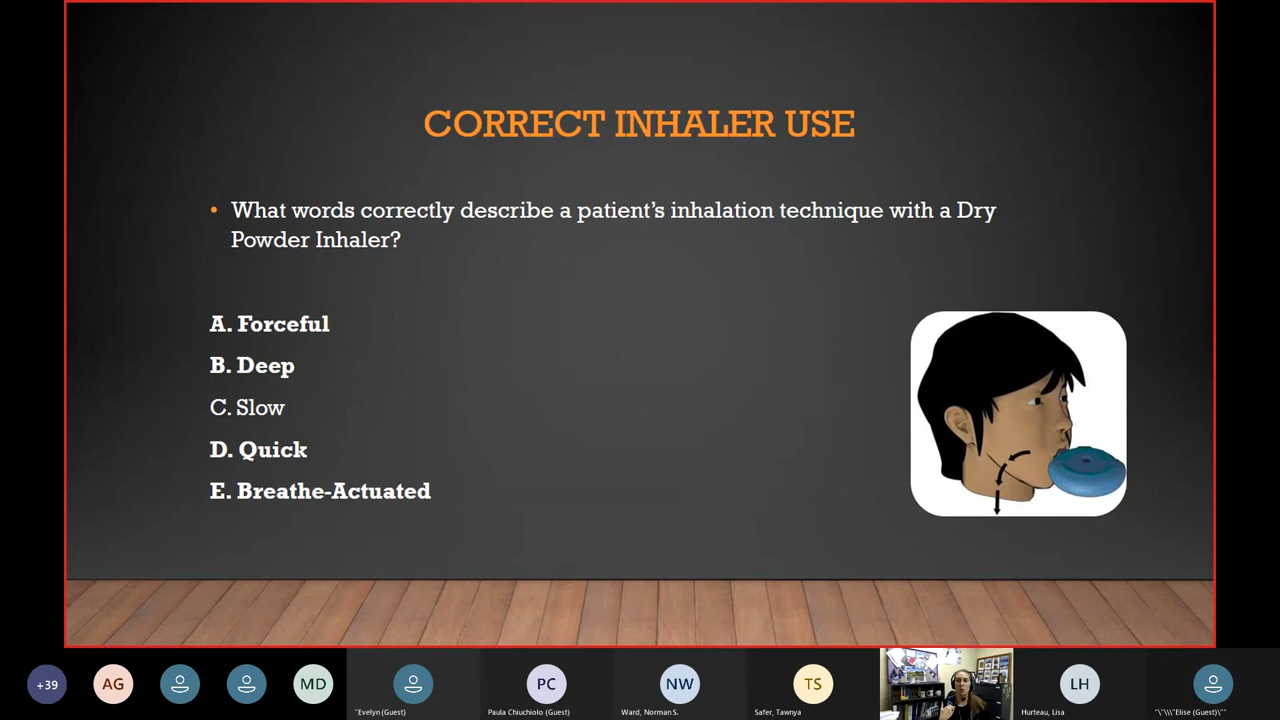 CORRECT INHALER USE
• What words correctly describe a patient's inhalation technique with a Dry
Powder Inhaler?
A. Forceful
B. Deep
C. Slow
D. Quick
E. Breathe-Actuated
+39
AG
MD
PC
NW
TS
LH
"Evelyn (Guest)
Paula Chiuchiolo (Guest)
Ward, Norman S.
Safer, Tawnya
Hurteau, Lisa
"\"\\\"Elise (Guest)\""